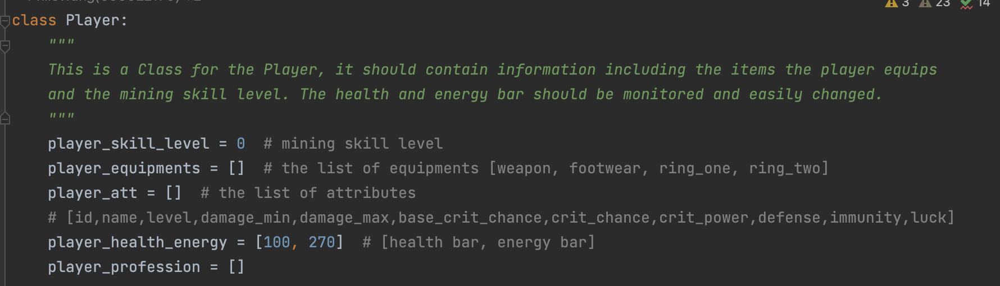 3 23 14
class Player:
"""
This is a Class for the Player, it should contain information including the items the player equips
and the mining skill level. The health and energy bar should be monitored and easily changed.
"""
player_skill_level = 0  # mining skill level
player_equipments = []  # the list of equipments [weapon, footwear, ring_one, ring_two]
player_att = []  # the list of attributes
# [id,name,level,damage_min,damage_max,base_crit_chance,crit_chance,crit_power,defense,immunity,luck]
player_health_energy = [100, 270]  # [health bar, energy bar]
player_profession = []